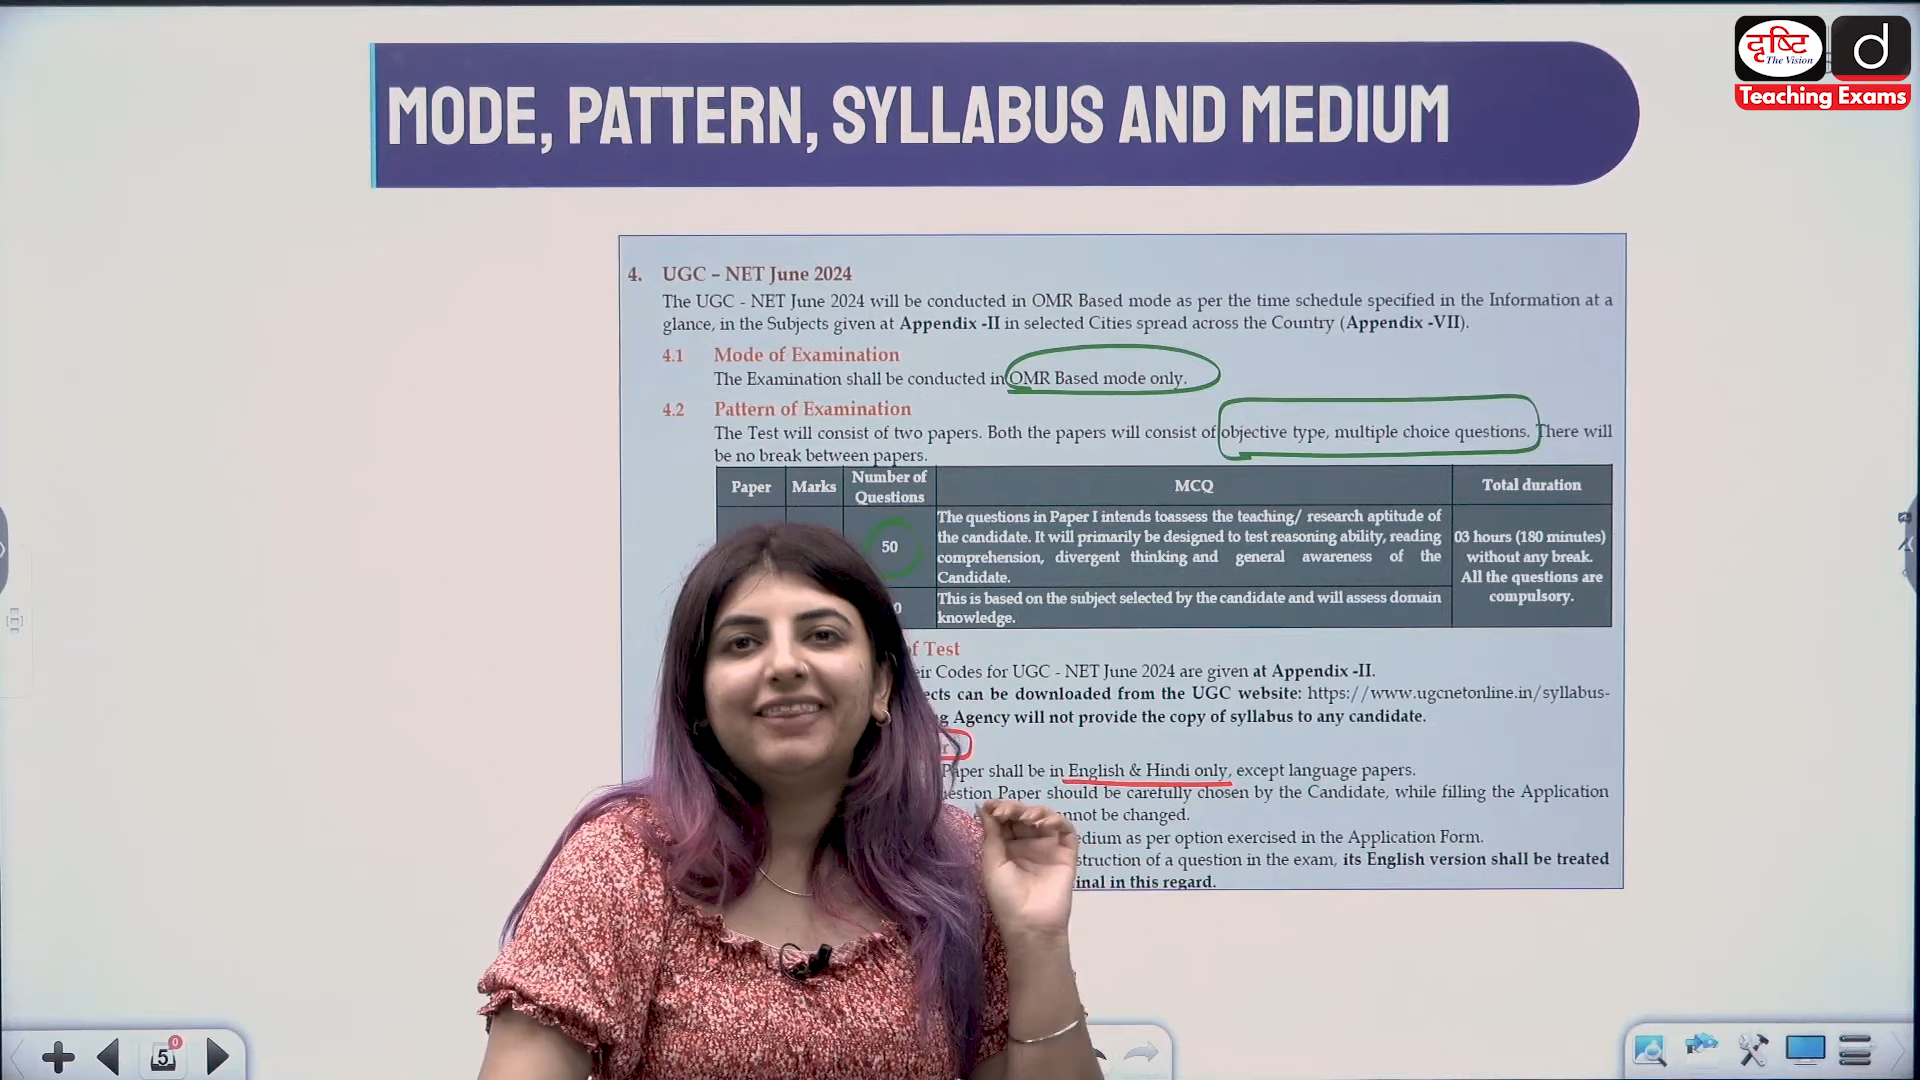 दृष्टि
The Vision
d
Teaching Exams
MODE, PATTERN, SYLLABUS AND MEDIUM
4. UGC – NET June 2024
The UGC - NET June 2024 will be conducted in OMR Based mode as per the time schedule specified in the Information at a
glance, in the Subjects given at Appendix -II in selected Cities spread across the Country (Appendix -VII).
4.1 Mode of Examination
The Examination shall be conducted in OMR Based mode only.
4.2 Pattern of Examination
The Test will consist of two papers. Both the papers will consist of objective type, multiple choice questions. There will
be no break between papers.
Paper Marks Number of Questions MCQ Total duration
50
The questions in Paper I intends toassess the teaching/ research aptitude of
the candidate. It will primarily be designed to test reasoning ability, reading
comprehension, divergent thinking and general awareness of the
Candidate.
03 hours (180 minutes)
without any break.
All the questions are
compulsory.
0
This is based on the subject selected by the candidate and will assess domain
knowledge.
of Test
Codes for UGC - NET June 2024 are given at Appendix -II.
can be downloaded from the UGC website: https://www.ugcnetonline.in/syllabus-
Agency will not provide the copy of syllabus to any candidate.
r
Paper shall be in English & Hindi only, except language papers.
Paper should be carefully chosen by the Candidate, while filling the Application
be changed.
as per option exercised in the Application Form.
of a question in the exam, its English version shall be treated
in this regard.
5
0